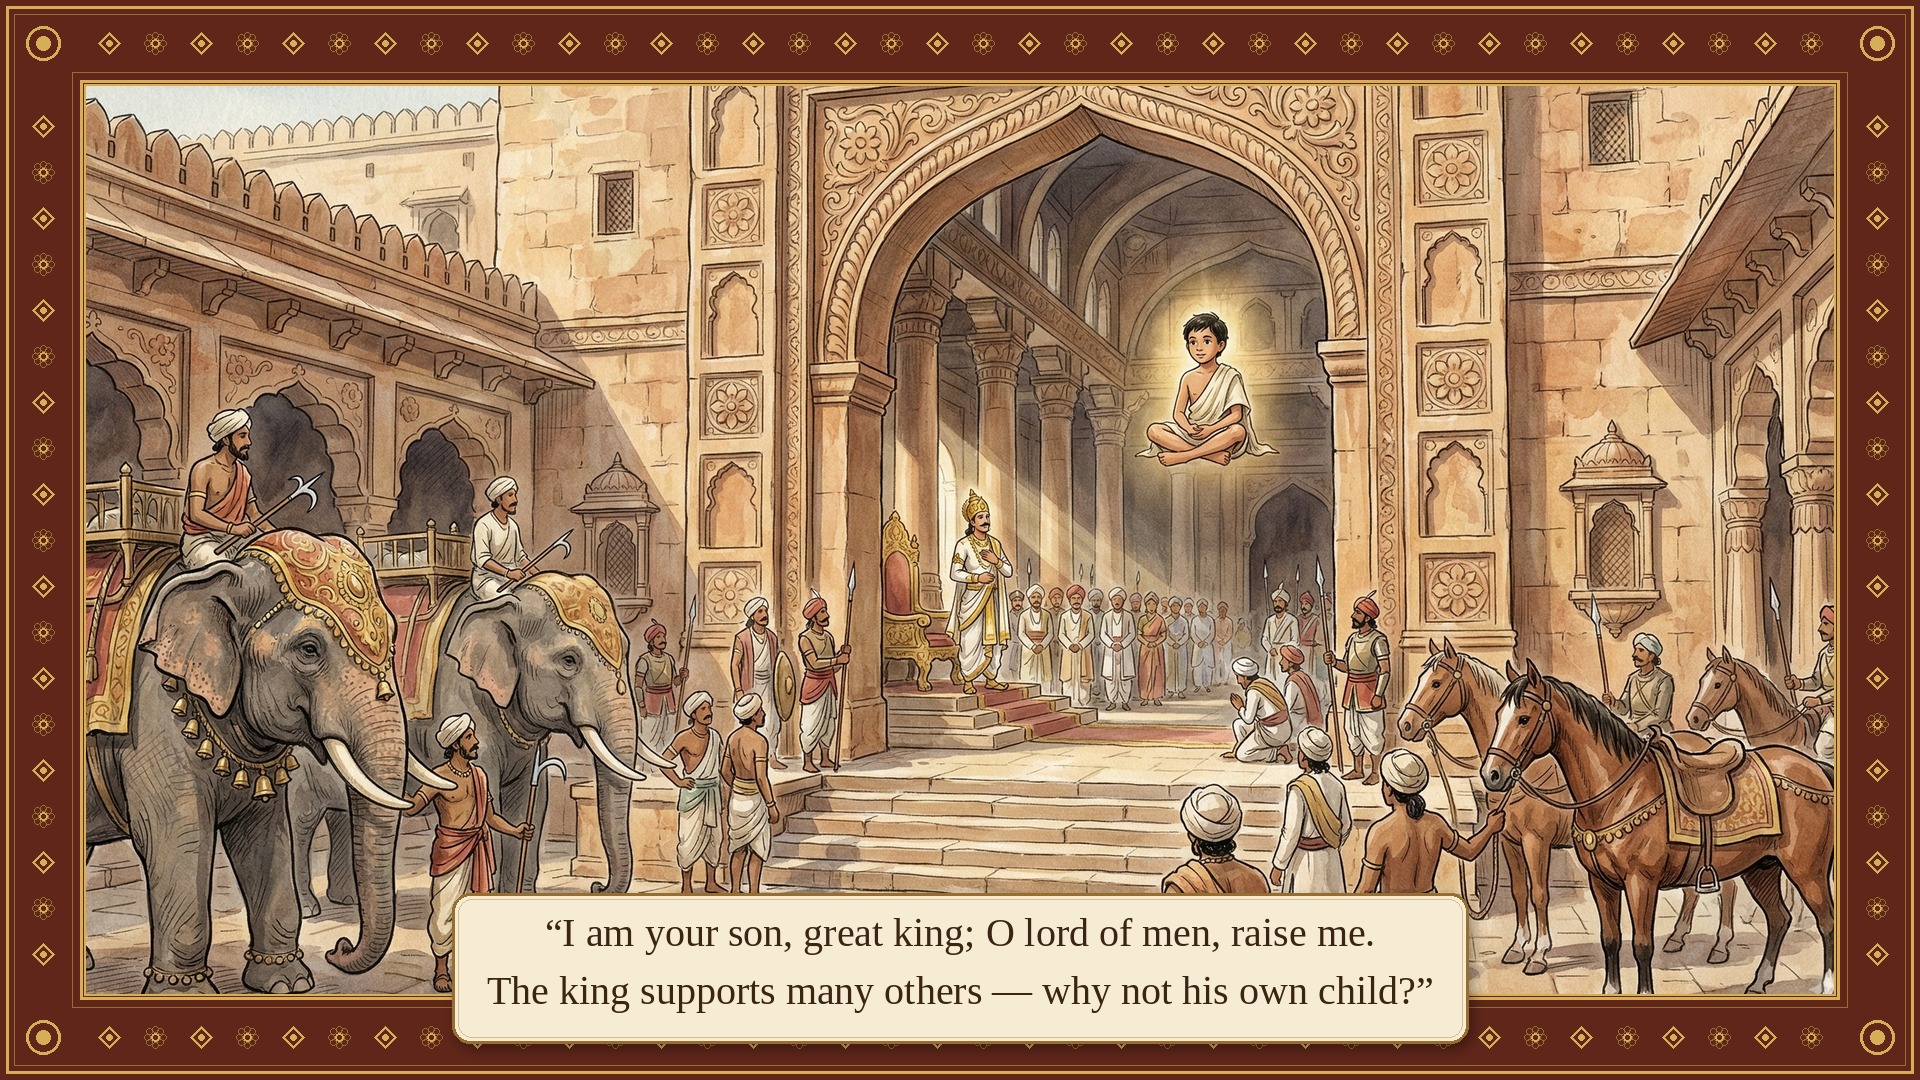 “I am your son, great king; O lord of men, raise me.
The king supports many others — why not his own child?”